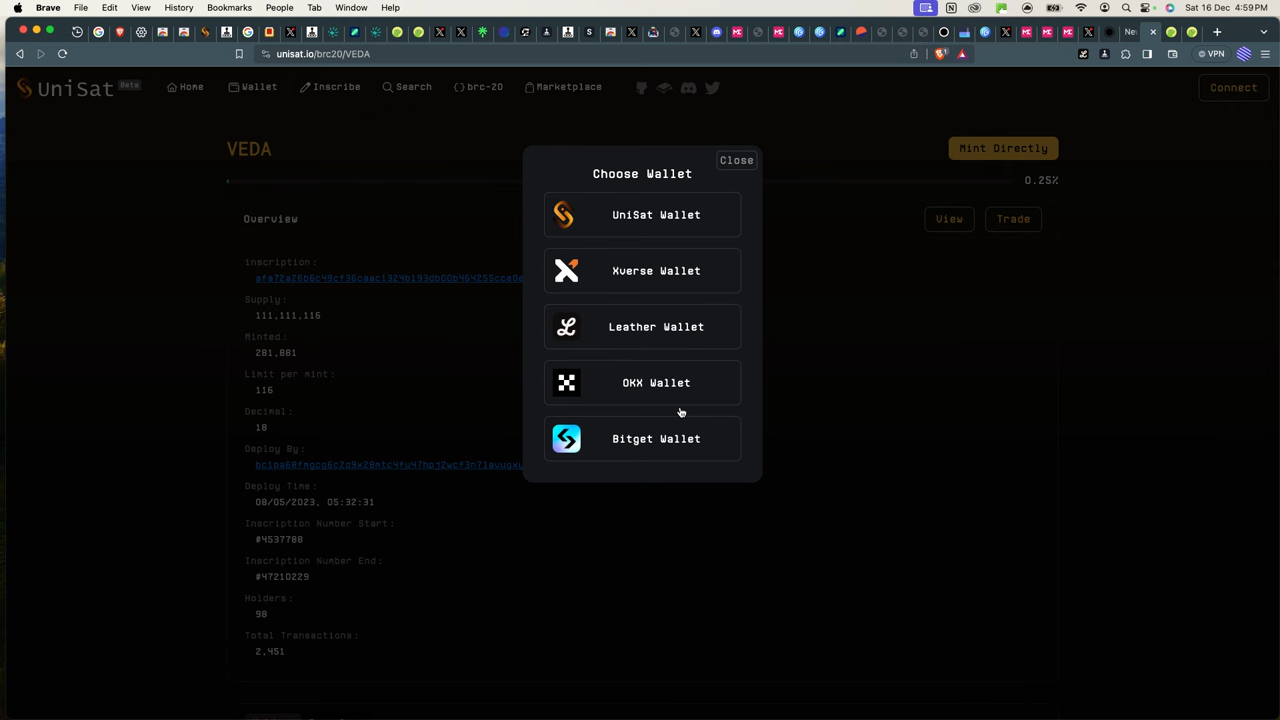 Brave File Edit View History Bookmarks People Tab Window Help
Sat 16 Dec 4:59PM
unisat.io/brc20/VEDA
VPN
UniSat Beta Home Wallet Inscribe Search brc-20 Marketplace Connect
VEDA Mint Directly
0.25%
Overview View Trade
Choose Wallet Close
UniSat Wallet
Xverse Wallet
Leather Wallet
OKX Wallet
Bitget Wallet
inscription:
Supply:
111,111,116
Minted:
281,881
Limit per mint:
116
Decimal:
18
Deploy By:
Deploy Time:
08/05/2023, 05:32:31
Inscription Number Start:
#4537788
Inscription Number End:
#47210229
Holders:
98
Total Transactions:
2,451